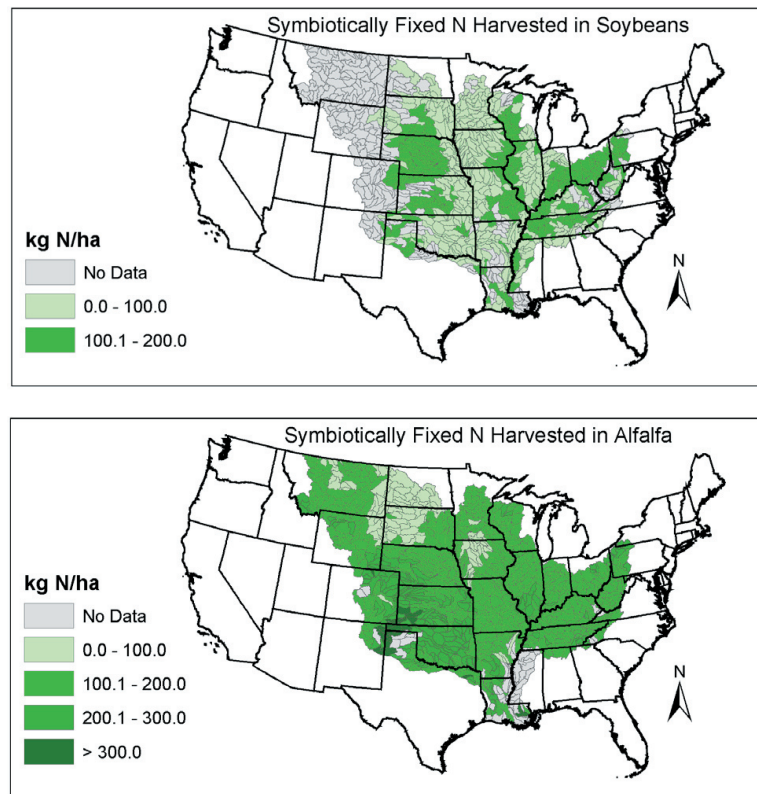 Symbiotically Fixed N Harvested in Soybeans
kg N/ha
No Data
0.0 - 100.0
100.1 - 200.0
N
Symbiotically Fixed N Harvested in Alfalfa
kg N/ha
No Data
0.0 - 100.0
100.1 - 200.0
200.1 - 300.0
> 300.0
N